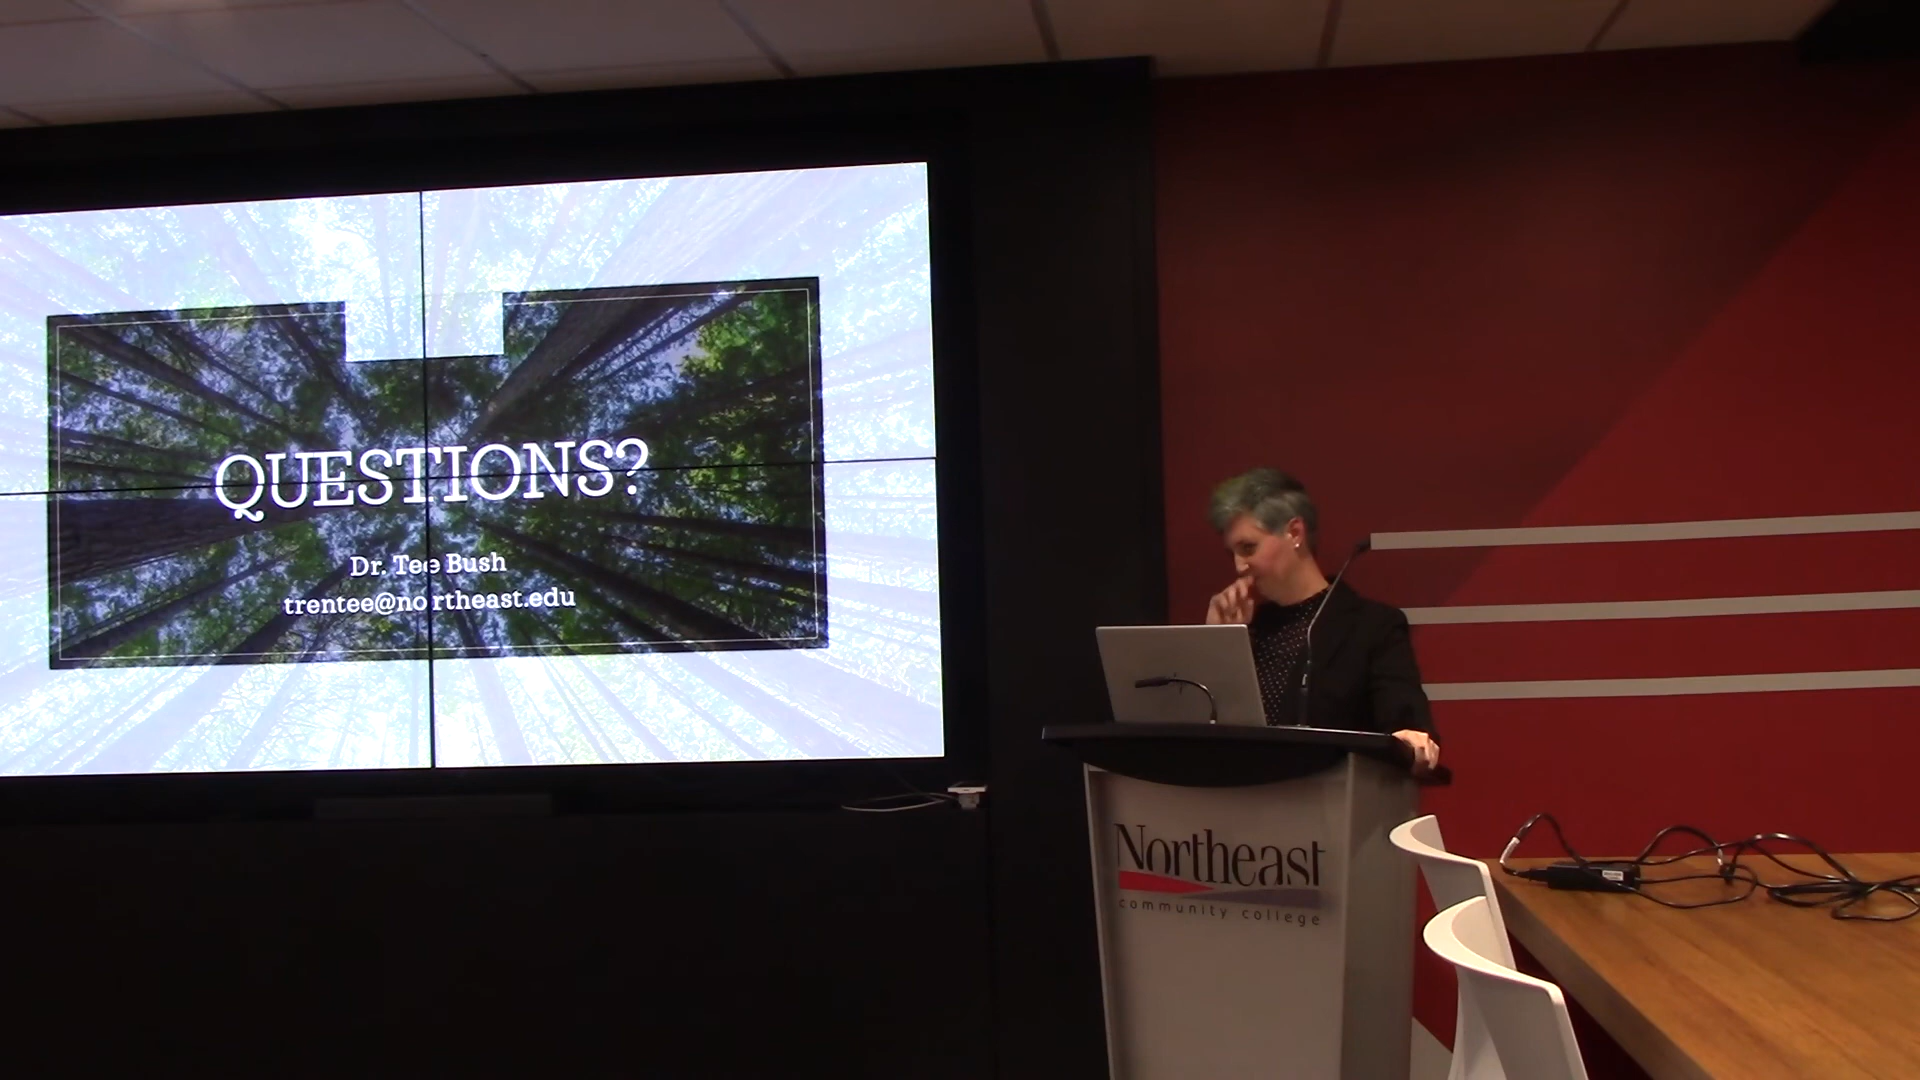 QUESTIONS?
Dr. Tee Bush
trentee@northeast.edu
Northeast
community college